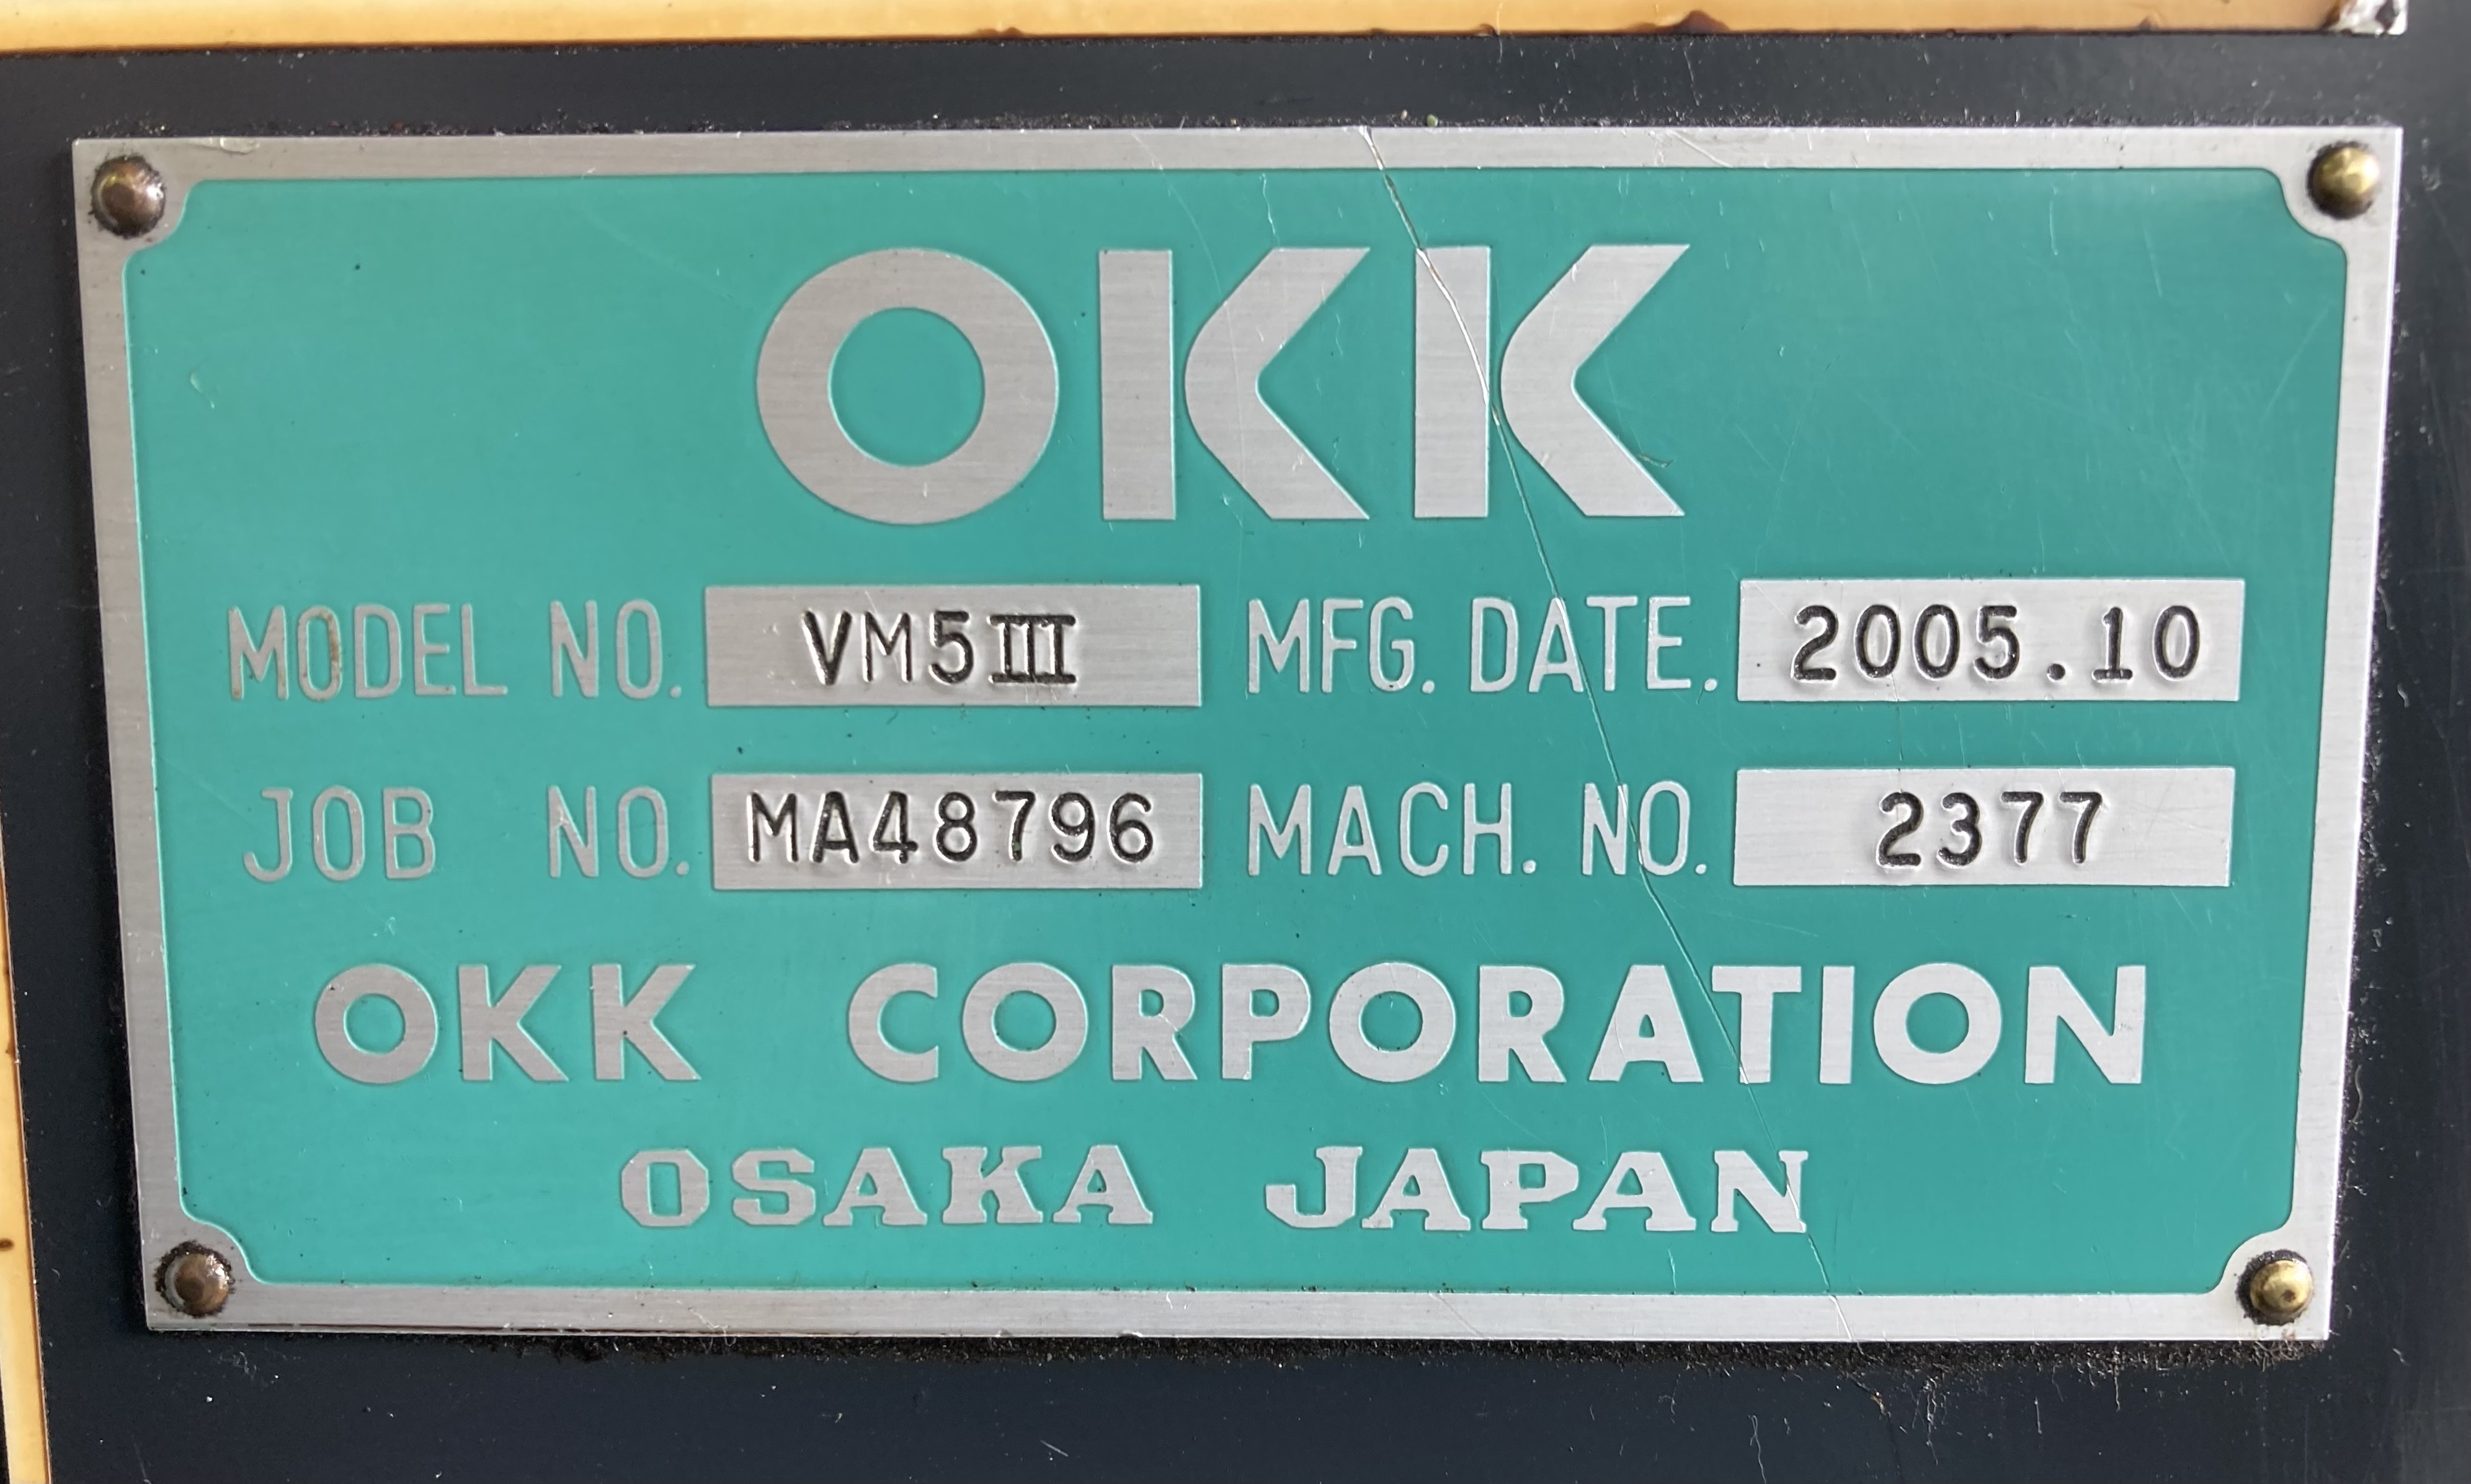 OKK
MODEL NO. VM5III MFG. DATE. 2005.10
JOB NO. MA48796 MACH. NO. 2377
OKK CORPORATION
OSAKA JAPAN